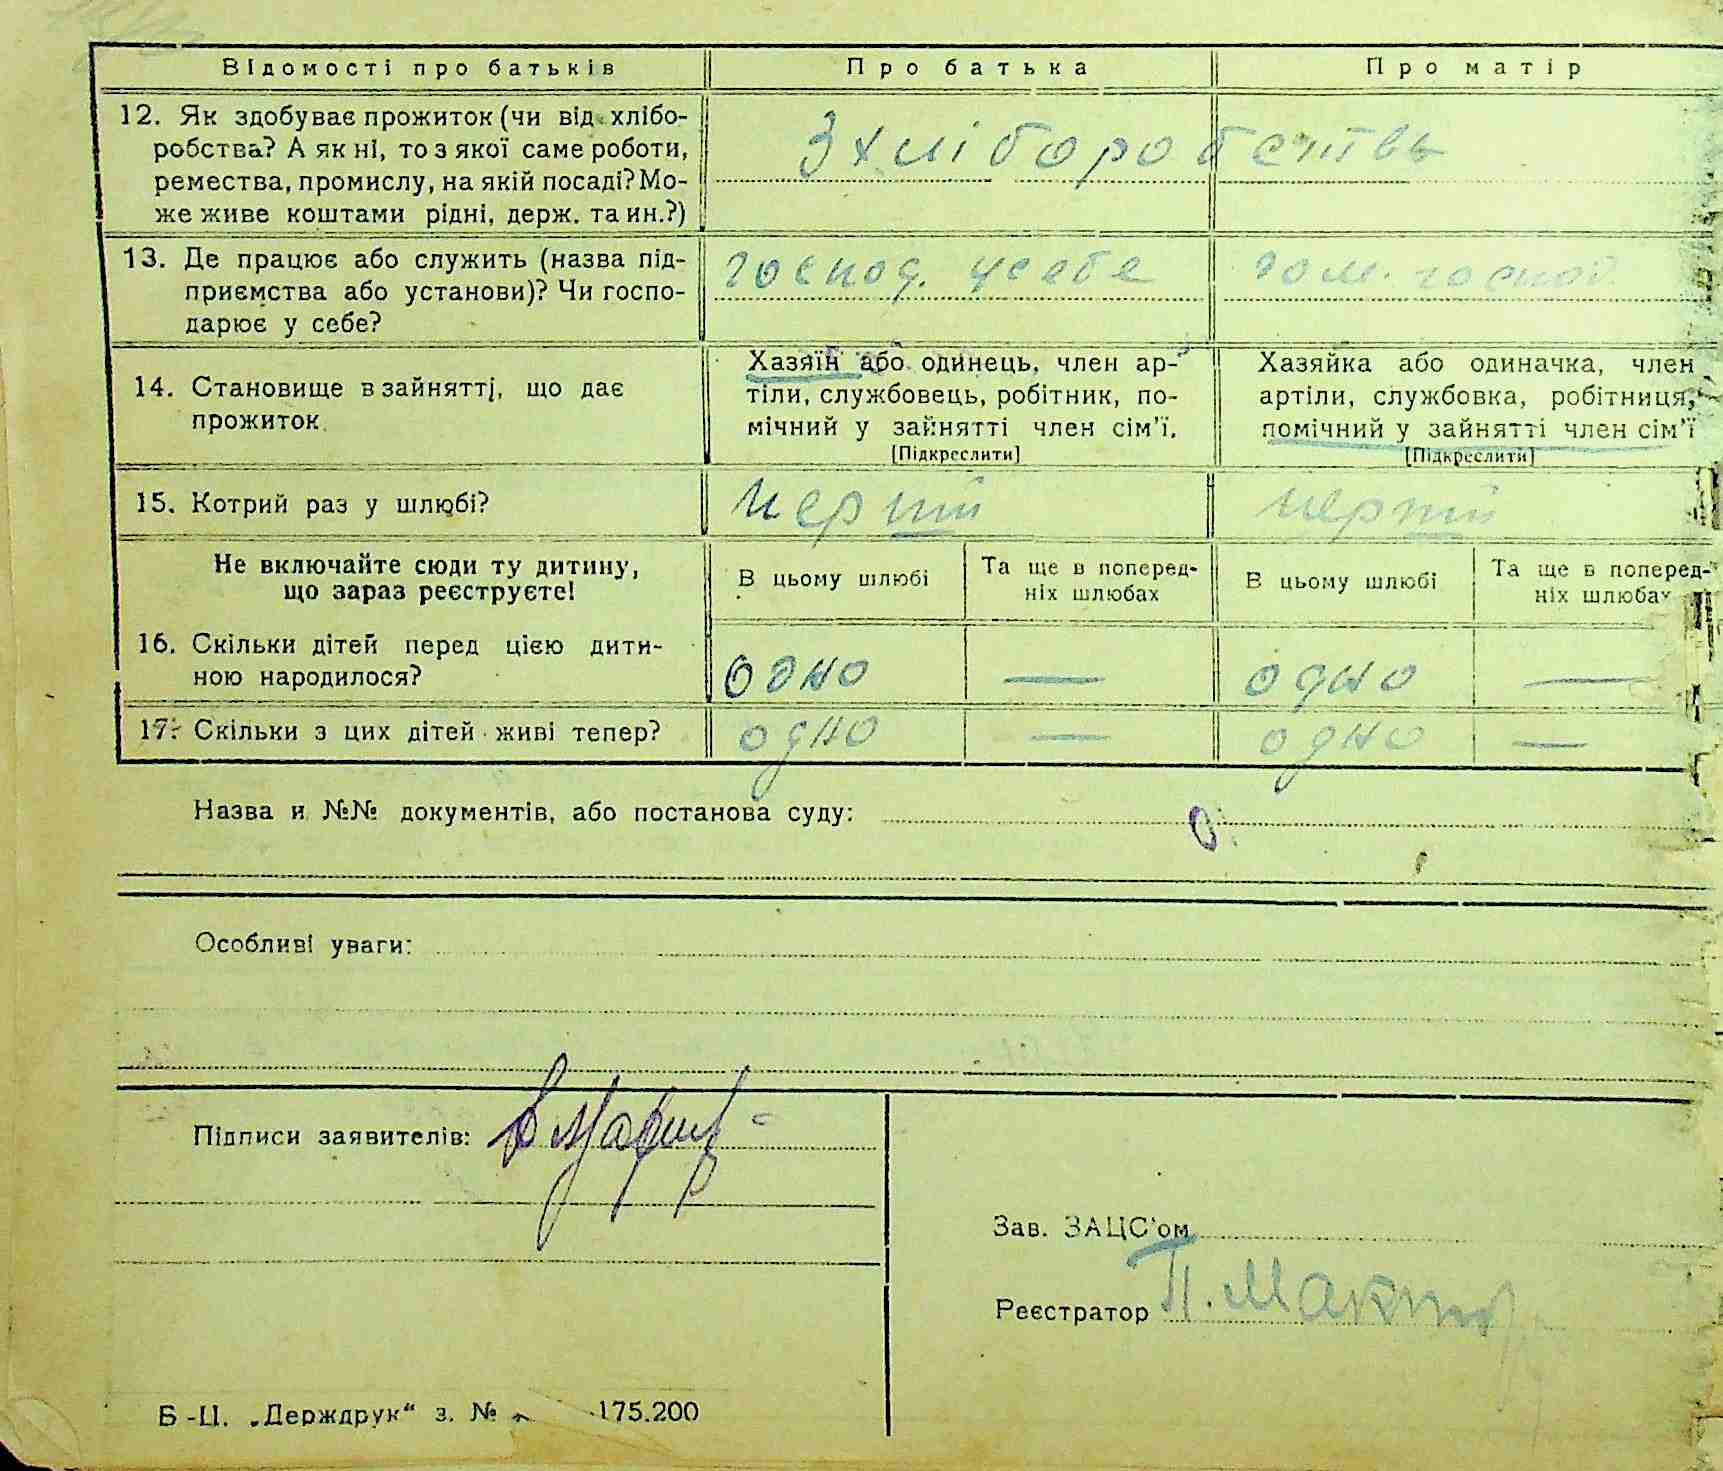 Відомості про батьків Про батька Про матір
12. Як здобуває прожиток (чи від хлібо-
робства? А як ні, то з якої саме роботи,
ремества, промислу, на якій посаді? Мо-
же живе коштами рідні, держ. та ин.?)
З хліборобства
13. Де працює або служить (назва під-
приємства або установи)? Чи госпо-
дарює у себе?
господ. у себе
господ.
14. Становище в зайнятті, що дає
прожиток.
Хазяїн або одинець, член ар-
тіли, службовець, робітник, по-
мічний у зайнятті член сім'ї.
[Підкреслити]
Хазяйка або одиначка, член
артіли, службовка, робітниця,
помічний у зайнятті член сім'ї
[Підкреслити]
15. Котрий раз у шлюбі?
перший
перший
Не включайте сюди ту дитину,
що зараз реєструєте!
В цьому шлюбі
Та ще в поперед-
ніх шлюбах
В цьому шлюбі
Та ще в поперед-
ніх шлюбах
16. Скільки дітей перед цією дити-
ною народилося?
одно — одно —
17. Скільки з цих дітей живі тепер?
одно — одно —
Назва и №№ документів, або постанова суду:
Особливі уваги:
Підписи заявителів:
Зав. ЗАЦС'ом
Реєстратор П.
Б-Ц. „Держдрук“ з. № 175.200